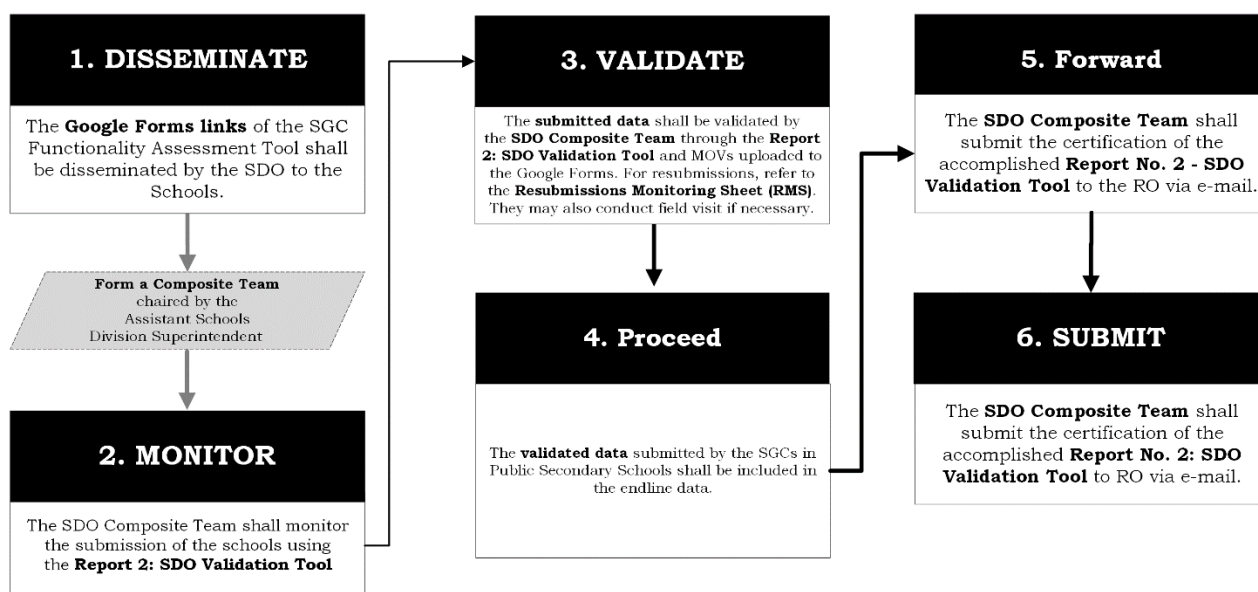 1. DISSEMINATE
The Google Forms links of the SGC
Functionality Assessment Tool shall
be disseminated by the SDO to the
Schools.
Form a Composite Team
chaired by the
Assistant Schools
Division Superintendent
2. MONITOR
The SDO Composite Team shall monitor
the submission of the schools using
the Report 2: SDO Validation Tool
3. VALIDATE
The submitted data shall be validated by
the SDO Composite Team through the Report
2: SDO Validation Tool and MOVs uploaded to
the Google Forms. For resubmissions, refer to
the Resubmissions Monitoring Sheet (RMS).
They may also conduct field visit if necessary.
4. Proceed
The validated data submitted by the SGCs in
Public Secondary Schools shall be included in
the endline data.
5. Forward
The SDO Composite Team shall
submit the certification of the
accomplished Report No. 2 - SDO
Validation Tool to the RO via e-mail.
6. SUBMIT
The SDO Composite Team shall
submit the certification of the
accomplished Report No. 2: SDO
Validation Tool to RO via e-mail.